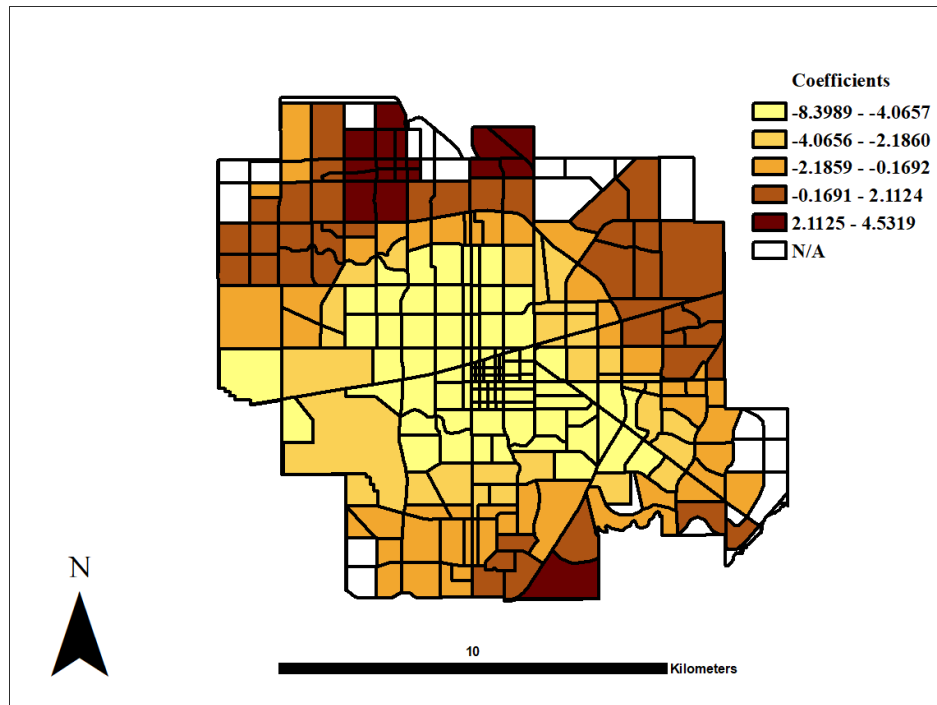 Coefficients
-8.3989 - -4.0657
-4.0656 - -2.1860
-2.1859 - -0.1692
-0.1691 - 2.1124
2.1125 - 4.5319
N/A
N
10
Kilometers